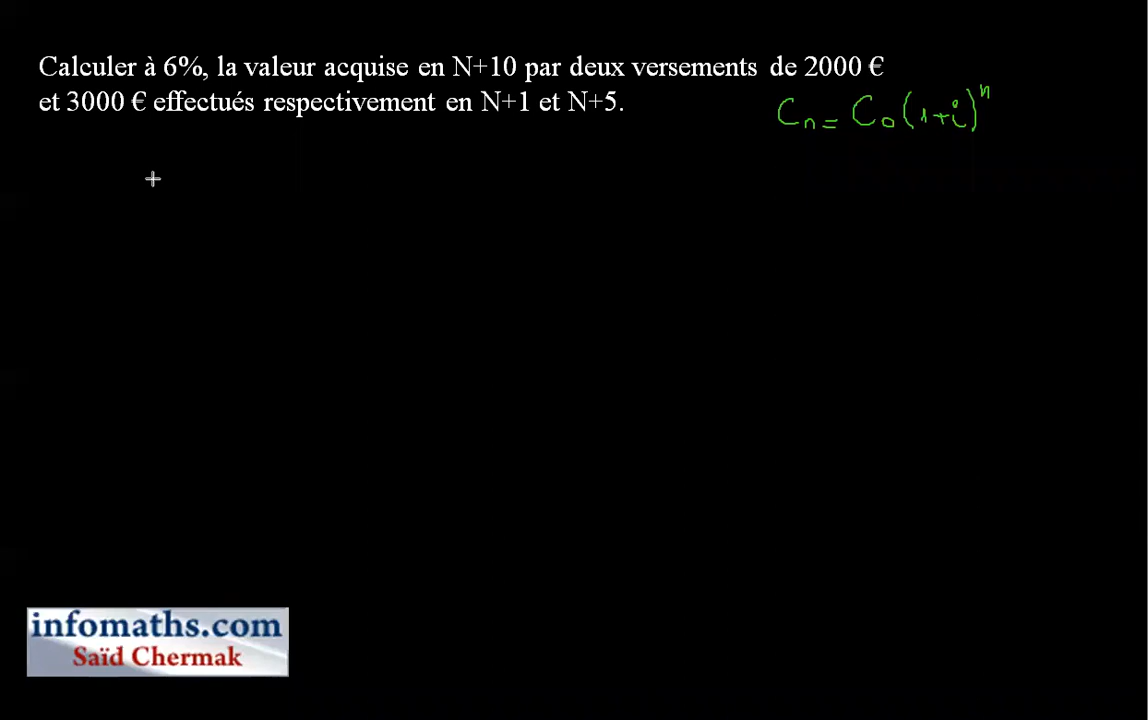 Calculer à 6%, la valeur acquise en N+10 par deux versements de 2000 €
et 3000 € effectués respectivement en N+1 et N+5.
Cn = C0(1+i)^n
infomaths.com
Saïd Chermak